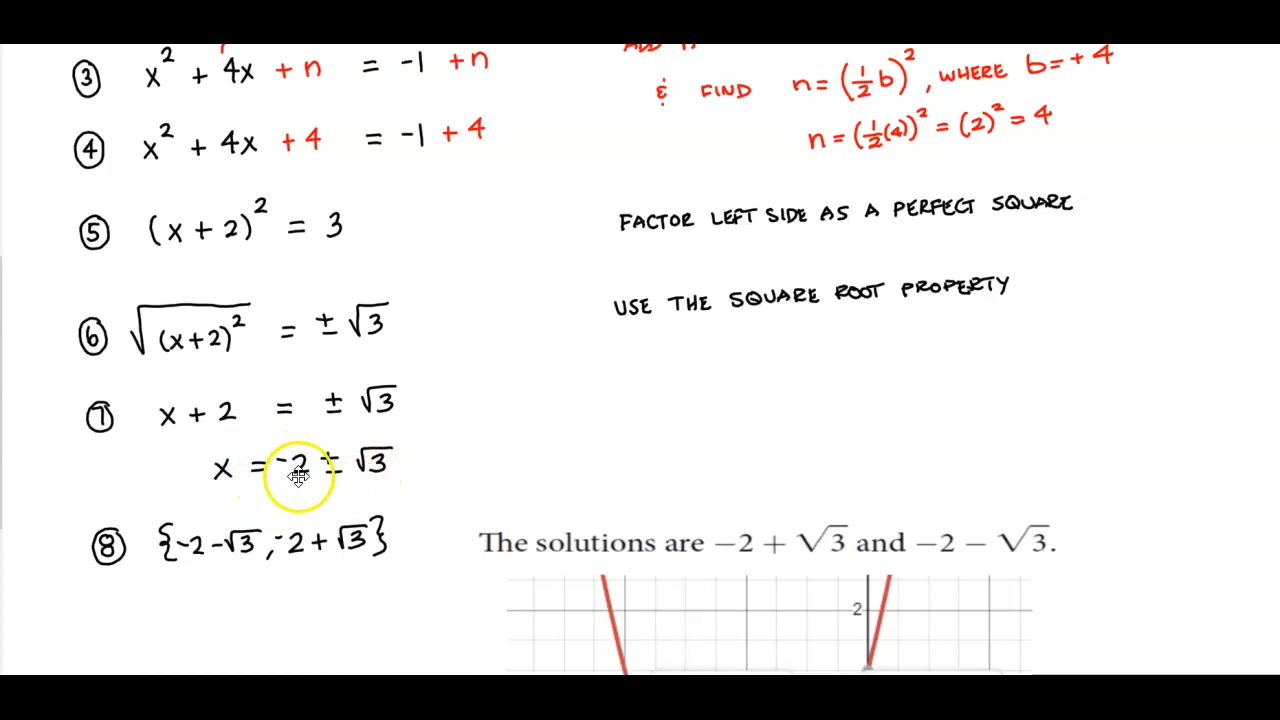 ③ x² + 4x + n = -1 + n
& FIND n = (½b)², WHERE b = +4
④ x² + 4x + 4 = -1 + 4
n = (½(4))² = (2)² = 4
⑤ (x + 2)² = 3
FACTOR LEFT SIDE AS A PERFECT SQUARE
⑥ √(x+2)² = ± √3
USE THE SQUARE ROOT PROPERTY
⑦ x + 2 = ± √3
x = -2 ± √3
⑧ {-2-√3, -2+√3}
The solutions are −2 + √3 and −2 − √3.
2